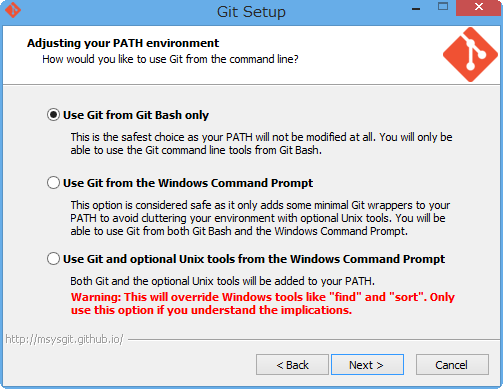 Git Setup
Adjusting your PATH environment
How would you like to use Git from the command line?
Use Git from Git Bash only
This is the safest choice as your PATH will not be modified at all. You will only be
able to use the Git command line tools from Git Bash.
Use Git from the Windows Command Prompt
This option is considered safe as it only adds some minimal Git wrappers to your
PATH to avoid cluttering your environment with optional Unix tools. You will be
able to use Git from both Git Bash and the Windows Command Prompt.
Use Git and optional Unix tools from the Windows Command Prompt
Both Git and the optional Unix tools will be added to your PATH.
Warning: This will override Windows tools like "find" and "sort". Only
use this option if you understand the implications.
http://msysgit.github.io/
< Back
Next >
Cancel